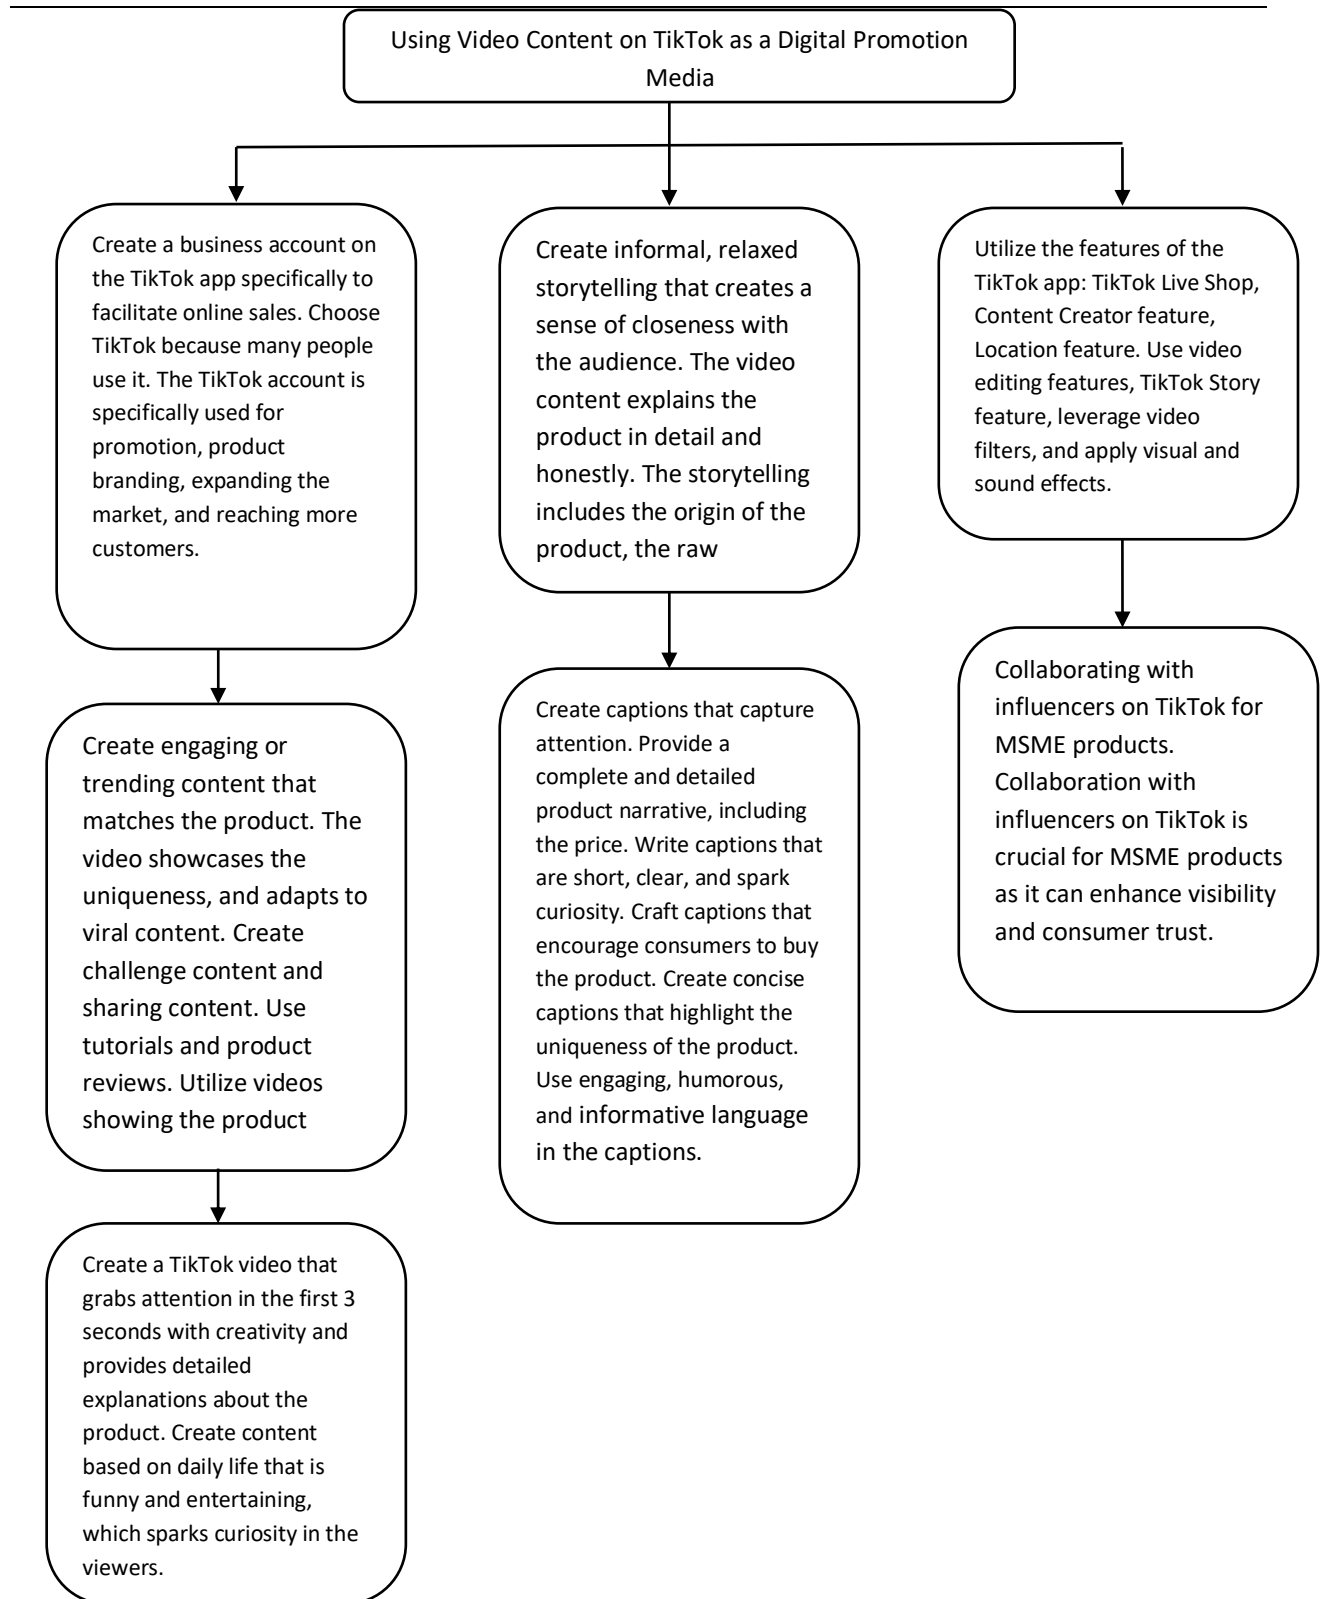 Using Video Content on TikTok as a Digital Promotion
Media
Create a business account on
the TikTok app specifically to
facilitate online sales. Choose
TikTok because many people
use it. The TikTok account is
specifically used for
promotion, product
branding, expanding the
market, and reaching more
customers.
Create engaging or
trending content that
matches the product. The
video showcases the
uniqueness, and adapts to
viral content. Create
challenge content and
sharing content. Use
tutorials and product
reviews. Utilize videos
showing the product
Create a TikTok video that
grabs attention in the first 3
seconds with creativity and
provides detailed
explanations about the
product. Create content
based on daily life that is
funny and entertaining,
which sparks curiosity in the
viewers.
Create informal, relaxed
storytelling that creates a
sense of closeness with
the audience. The video
content explains the
product in detail and
honestly. The storytelling
includes the origin of the
product, the raw
Create captions that capture
attention. Provide a
complete and detailed
product narrative, including
the price. Write captions that
are short, clear, and spark
curiosity. Craft captions that
encourage consumers to buy
the product. Create concise
captions that highlight the
uniqueness of the product.
Use engaging, humorous,
and informative language
in the captions.
Utilize the features of the
TikTok app: TikTok Live Shop,
Content Creator feature,
Location feature. Use video
editing features, TikTok Story
feature, leverage video
filters, and apply visual and
sound effects.
Collaborating with
influencers on TikTok for
MSME products.
Collaboration with
influencers on TikTok is
crucial for MSME products
as it can enhance visibility
and consumer trust.